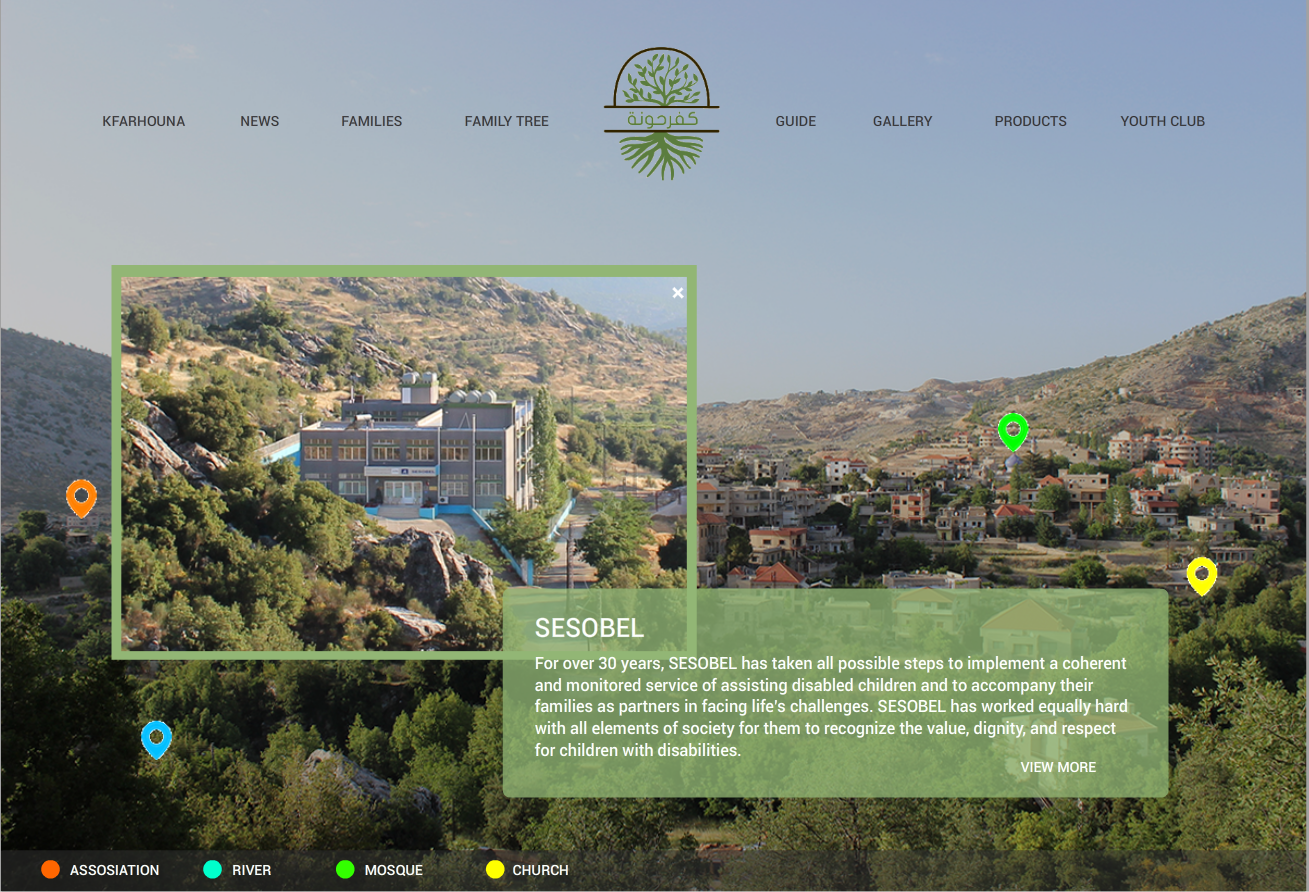 KFARHOUNA NEWS FAMILIES FAMILY TREE كفرحونة GUIDE GALLERY PRODUCTS YOUTH CLUB
×
SESOBEL
For over 30 years, SESOBEL has taken all possible steps to implement a coherent
and monitored service of assisting disabled children and to accompany their
families as partners in facing life's challenges. SESOBEL has worked equally hard
with all elements of society for them to recognize the value, dignity, and respect
for children with disabilities.
VIEW MORE
ASSOSIATION RIVER MOSQUE CHURCH